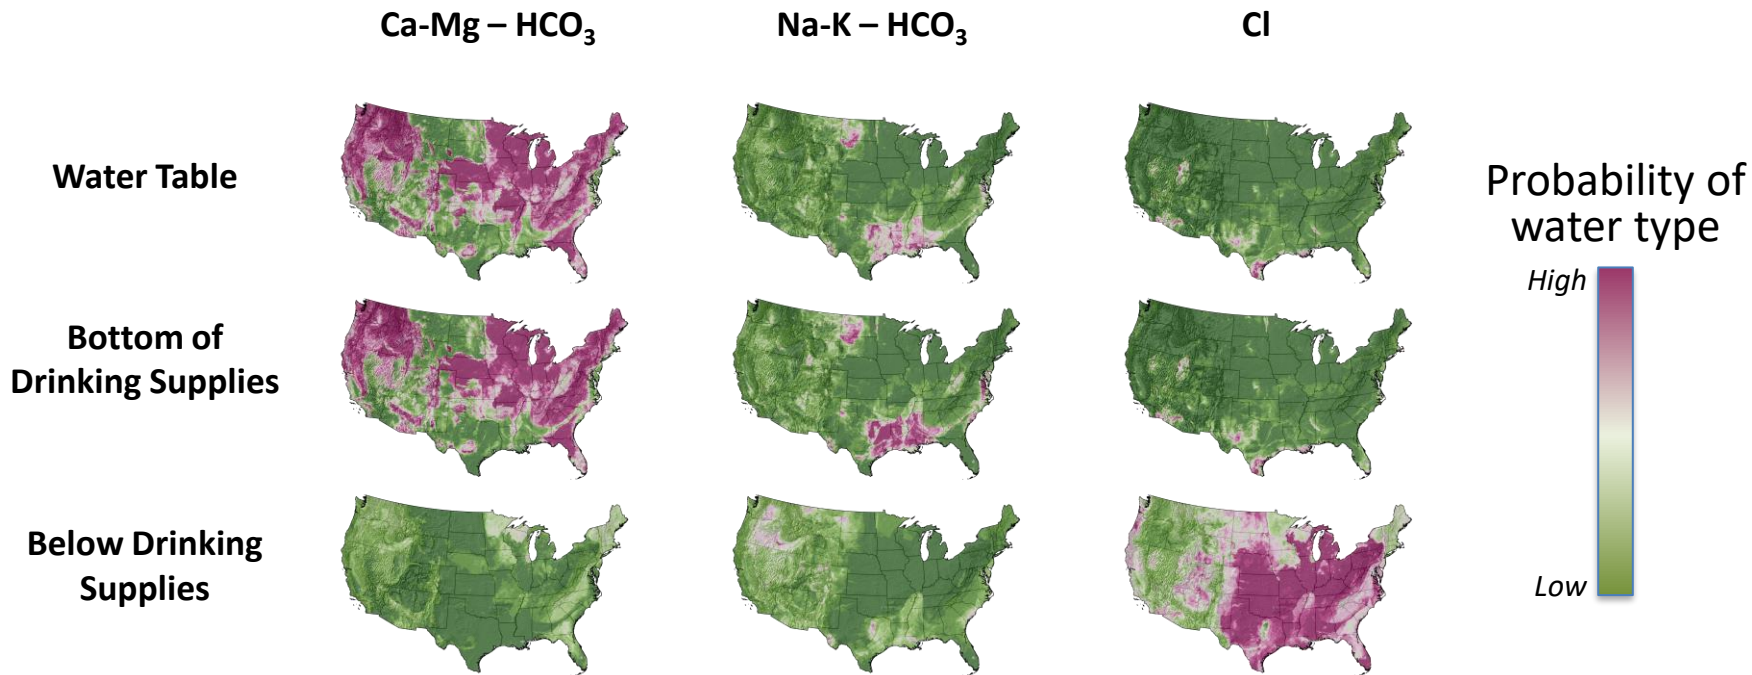 Ca-Mg – HCO₃
Na-K – HCO₃
Cl
Water Table
Bottom of
Drinking Supplies
Below Drinking
Supplies
Probability of
water type
High
Low